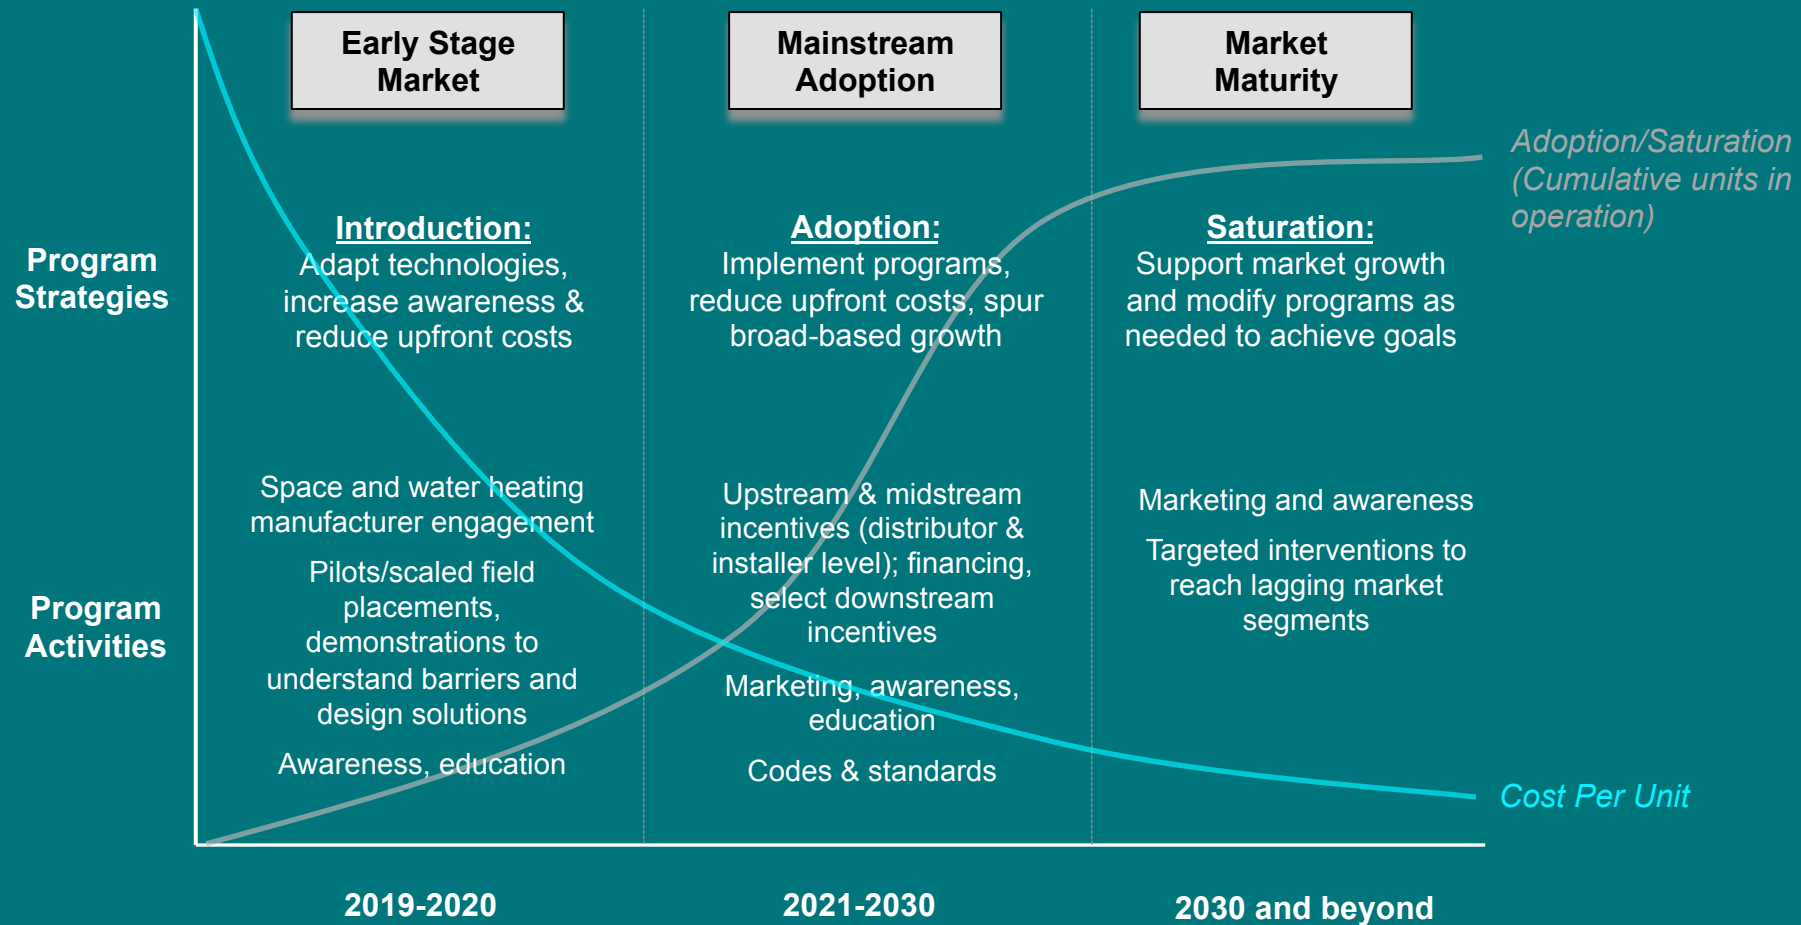 Early Stage
Market
Mainstream
Adoption
Market
Maturity
Adoption/Saturation
(Cumulative units in
operation)
Program
Strategies
Introduction:
Adapt technologies,
increase awareness &
reduce upfront costs
Adoption:
Implement programs,
reduce upfront costs, spur
broad-based growth
Saturation:
Support market growth
and modify programs as
needed to achieve goals
Program
Activities
Space and water heating
manufacturer engagement
Pilots/scaled field
placements,
demonstrations to
understand barriers and
design solutions
Awareness, education
Upstream & midstream
incentives (distributor &
installer level); financing,
select downstream
incentives
Marketing, awareness,
education
Codes & standards
Marketing and awareness
Targeted interventions to
reach lagging market
segments
Cost Per Unit
2019-2020
2021-2030
2030 and beyond